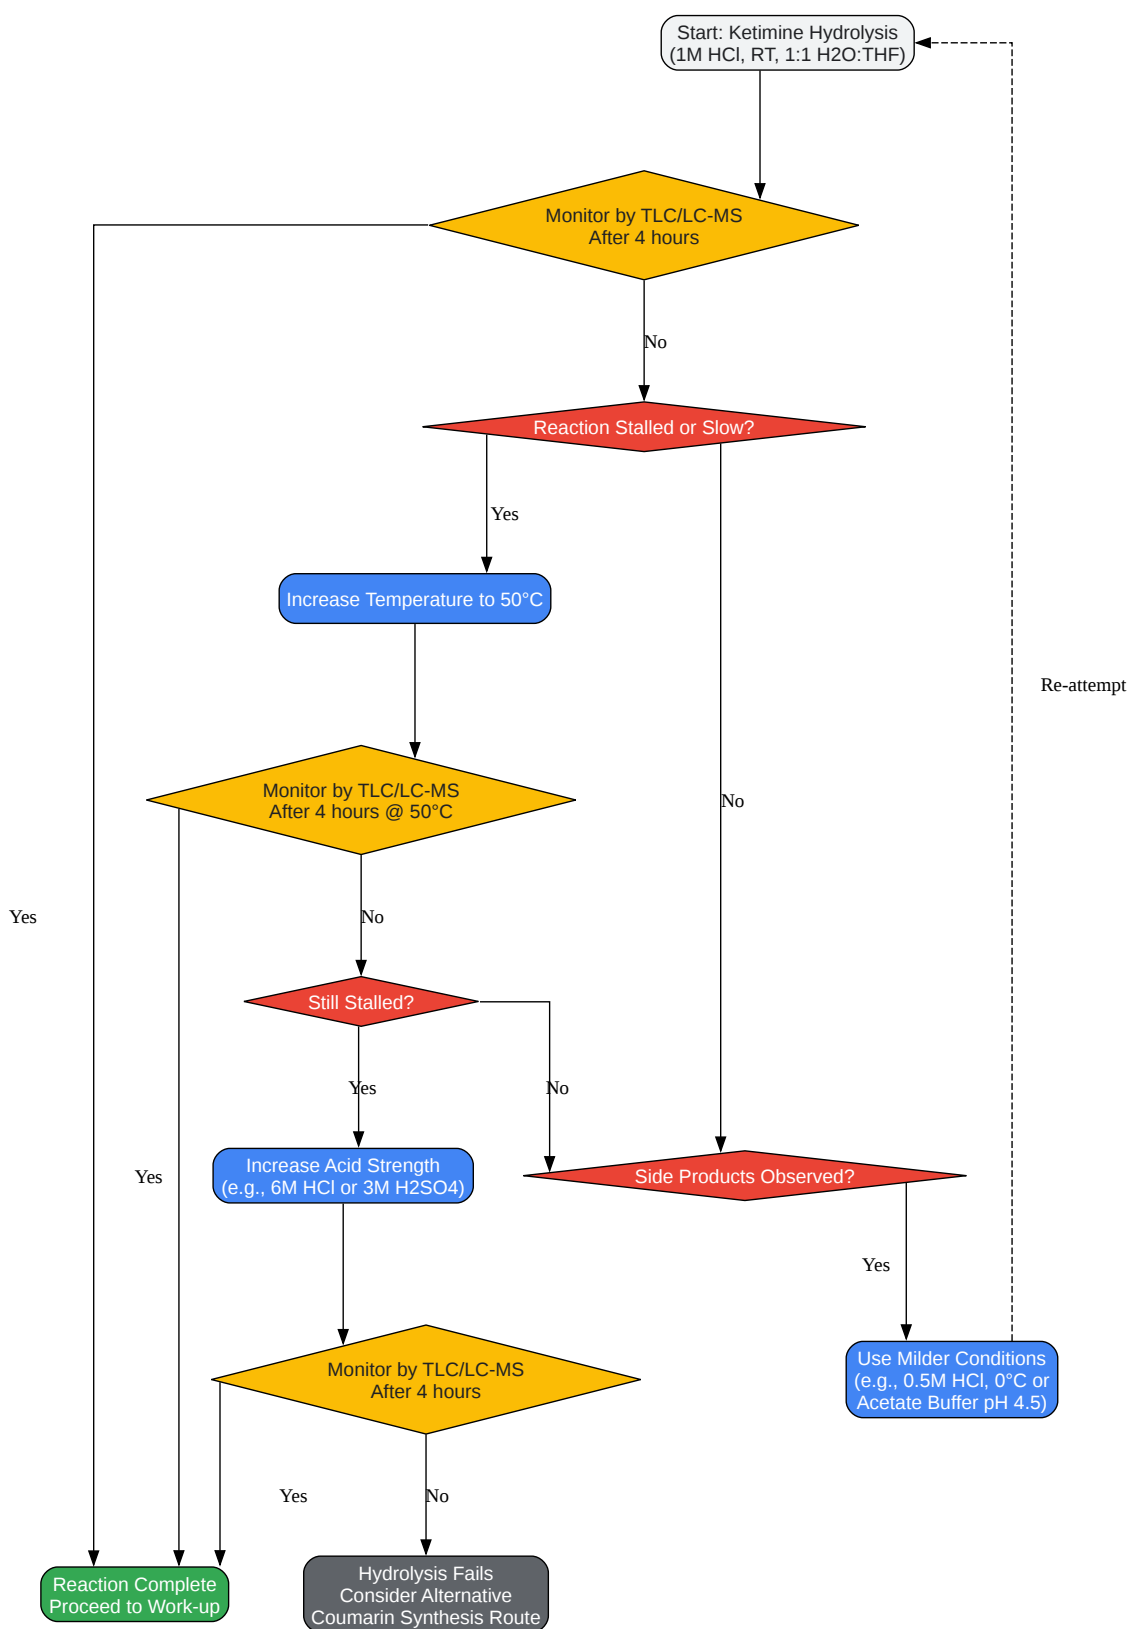 Start: Ketimine Hydrolysis
(1M HCl, RT, 1:1 H2O:THF)
Monitor by TLC/LC-MS
After 4 hours
No
Reaction Stalled or Slow?
Yes
Increase Temperature to 50°C
Re-attempt
Monitor by TLC/LC-MS
After 4 hours @ 50°C
No
Yes
No
Still Stalled?
Yes
No
Increase Acid Strength
(e.g., 6M HCl or 3M H2SO4)
Yes
Side Products Observed?
Yes
Monitor by TLC/LC-MS
After 4 hours
Use Milder Conditions
(e.g., 0.5M HCl, 0°C or
Acetate Buffer pH 4.5)
Yes
No
Reaction Complete
Proceed to Work-up
Hydrolysis Fails
Consider Alternative
Coumarin Synthesis Route